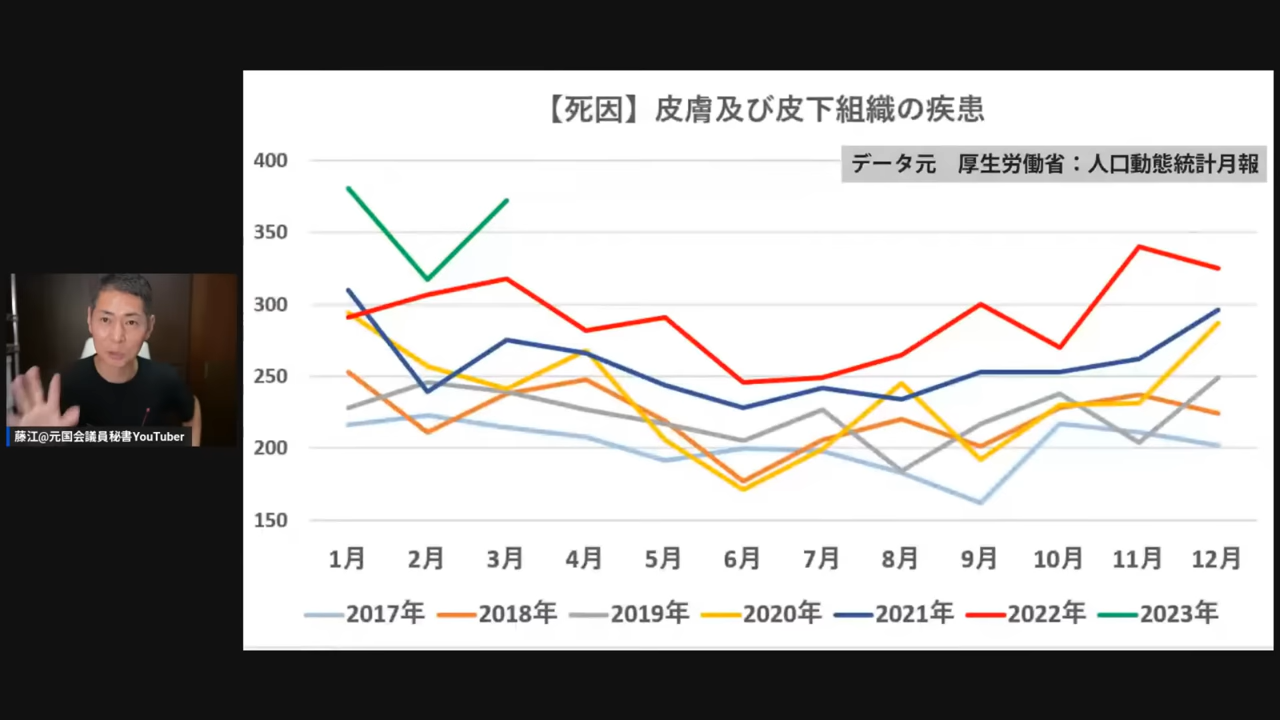 【死因】皮膚及び皮下組織の疾患
データ元 厚生労働省：人口動態統計月報
400
350
300
250
200
150
1月 2月 3月 4月 5月 6月 7月 8月 9月 10月 11月 12月
2017年 2018年 2019年 2020年 2021年 2022年 2023年
藤江@元国会議員秘書YouTuber